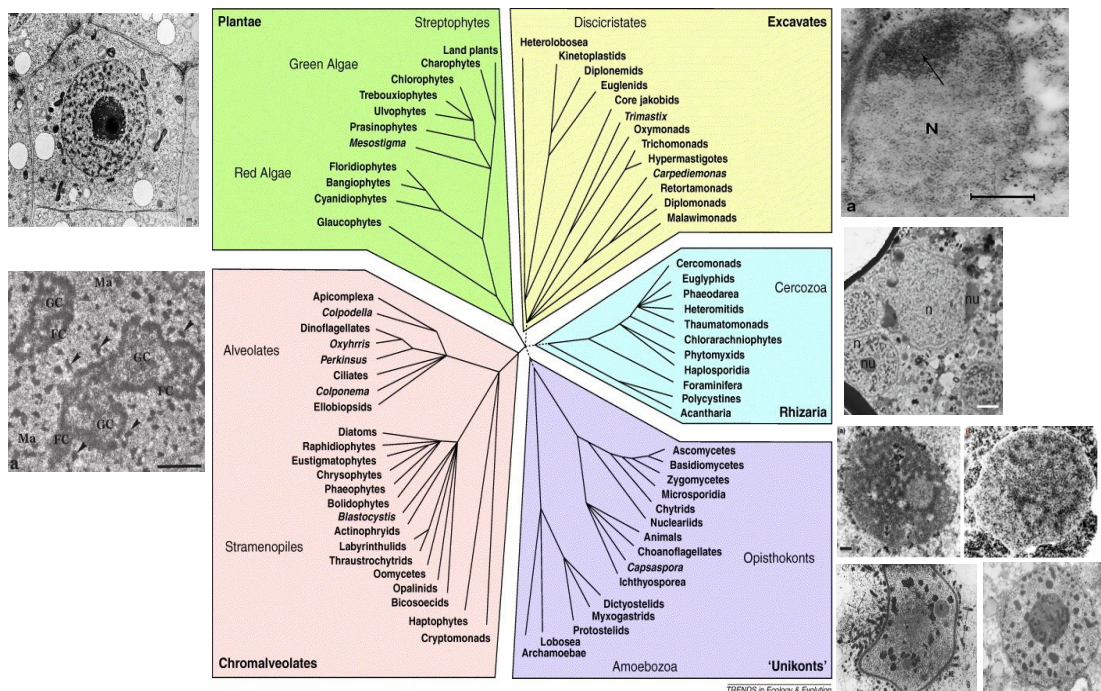 Plantae
Streptophytes
Land plants
Green Algae
Charophytes
Chlorophytes
Trebouxiophytes
Ulvophytes
Prasinophytes
Mesostigma
Floridiophytes
Red Algae
Bangiophytes
Cyanidiophytes
Glaucophytes
Discicristates
Excavates
Heterolobosea
Kinetoplastids
Diplonemids
Euglenids
Core jakobids
Trimastix
Oxymonads
Trichomonads
Hypermastigotes
Carpediemonas
Retortamonads
Diplomonads
Malawimonads
N
a
Ma
GC
FC
GC
FC
GC
Ma
FC
a
Apicomplexa
Colpodella
Dinoflagellates
Oxyhrris
Alveolates
Perkinsus
Ciliates
Colponema
Ellobiopsids
Diatoms
Raphidiophytes
Eustigmatophytes
Chrysophytes
Phaeophytes
Bolidophytes
Blastocystis
Actinophryids
Stramenopiles
Labyrinthulids
Thraustrochytrids
Oomycetes
Opalinids
Bicosoecids
Haptophytes
Cryptomonads
Chromalveolates
Cercomonads
Euglyphids
Cercozoa
Phaeodarea
Heteromitids
Thaumatomonads
Chlorarachniophytes
Phytomyxids
Haplosporidia
Foraminifera
Polycystines
Acantharia
Rhizaria
n
nu
n
nu
Ascomycetes
Basidiomycetes
Zygomycetes
Microsporidia
Chytrids
Nucleariids
Animals
Choanoflagellates
Opisthokonts
Capsaspora
Ichthyosporea
Dictyostelids
Myxogastrids
Protostelids
Lobosea
Archamoebae
Amoebozoa
'Unikonts'
TRENDS in Ecology & Evolution
(a)
(b)